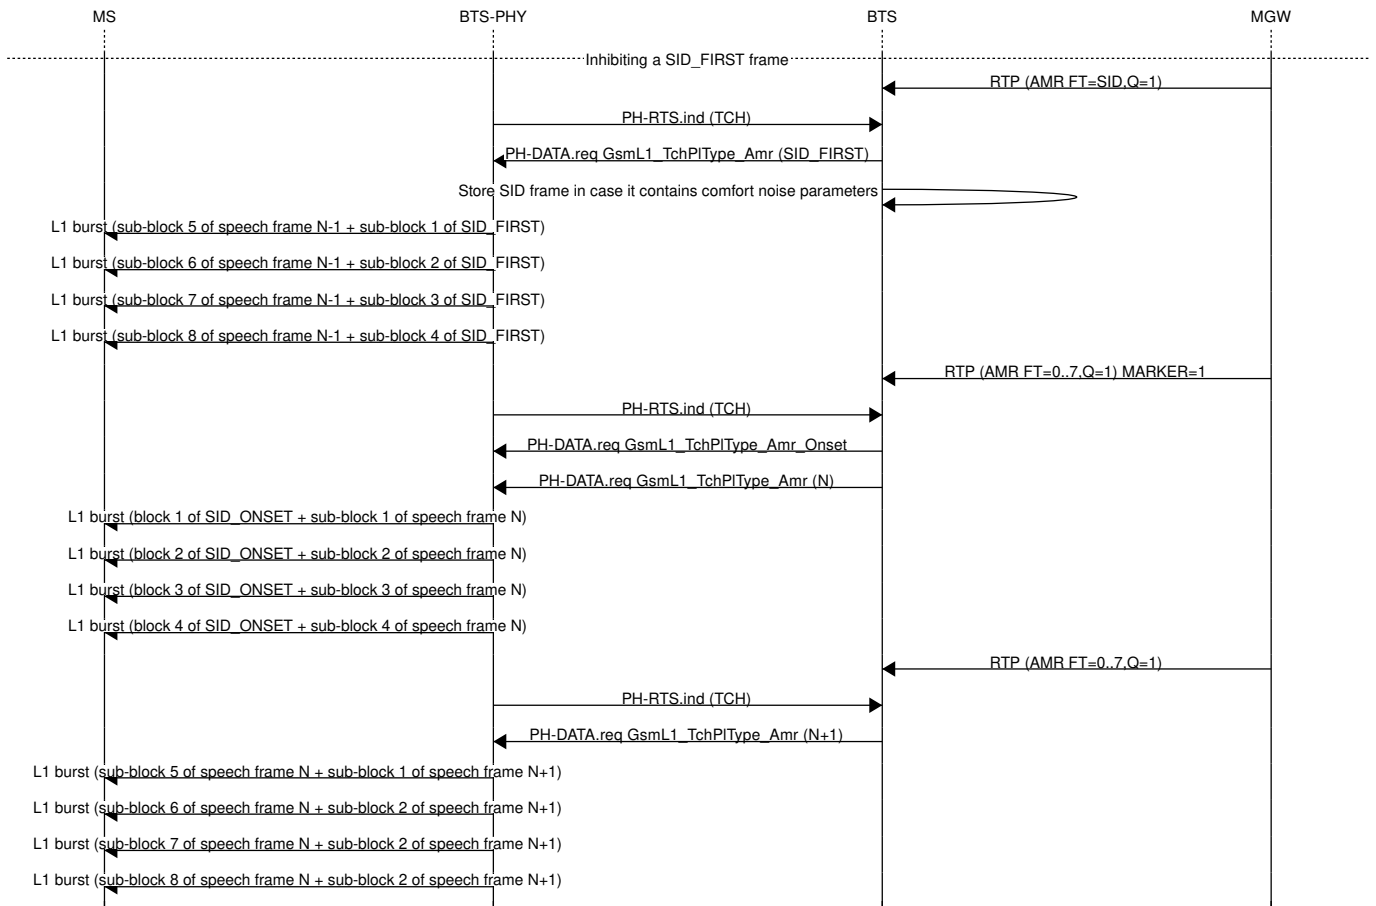 MS BTS-PHY BTS MGW
Inhibiting a SID_FIRST frame
RTP (AMR FT=SID,Q=1)
PH-RTS.ind (TCH)
PH-DATA.req GsmL1_TchPlType_Amr (SID_FIRST)
Store SID frame in case it contains comfort noise parameters
L1 burst (sub-block 5 of speech frame N-1 + sub-block 1 of SID_FIRST)
L1 burst (sub-block 6 of speech frame N-1 + sub-block 2 of SID_FIRST)
L1 burst (sub-block 7 of speech frame N-1 + sub-block 3 of SID_FIRST)
L1 burst (sub-block 8 of speech frame N-1 + sub-block 4 of SID_FIRST)
RTP (AMR FT=0..7,Q=1) MARKER=1
PH-RTS.ind (TCH)
PH-DATA.req GsmL1_TchPlType_Amr_Onset
PH-DATA.req GsmL1_TchPlType_Amr (N)
L1 burst (block 1 of SID_ONSET + sub-block 1 of speech frame N)
L1 burst (block 2 of SID_ONSET + sub-block 2 of speech frame N)
L1 burst (block 3 of SID_ONSET + sub-block 3 of speech frame N)
L1 burst (block 4 of SID_ONSET + sub-block 4 of speech frame N)
RTP (AMR FT=0..7,Q=1)
PH-RTS.ind (TCH)
PH-DATA.req GsmL1_TchPlType_Amr (N+1)
L1 burst (sub-block 5 of speech frame N + sub-block 1 of speech frame N+1)
L1 burst (sub-block 6 of speech frame N + sub-block 2 of speech frame N+1)
L1 burst (sub-block 7 of speech frame N + sub-block 2 of speech frame N+1)
L1 burst (sub-block 8 of speech frame N + sub-block 2 of speech frame N+1)